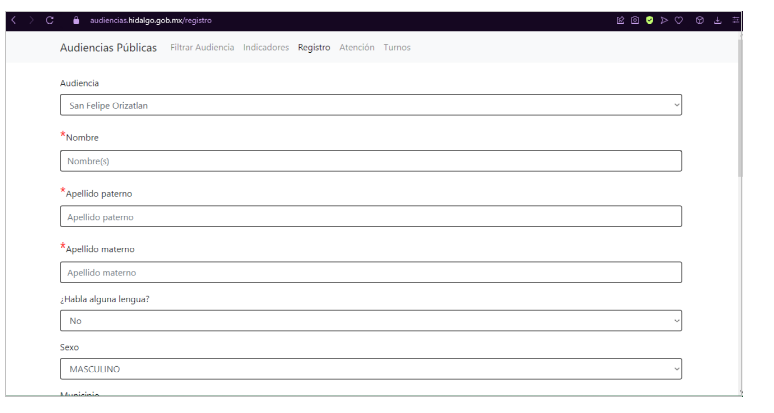 audiencias.hidalgo.gob.mx/registro
Audiencias Públicas Filtrar Audiencia Indicadores Registro Atención Turnos
Audiencia
San Felipe Orizatlan
*Nombre
Nombre(s)
*Apellido paterno
Apellido paterno
*Apellido materno
Apellido materno
¿Habla alguna lengua?
No
Sexo
MASCULINO
Municipio